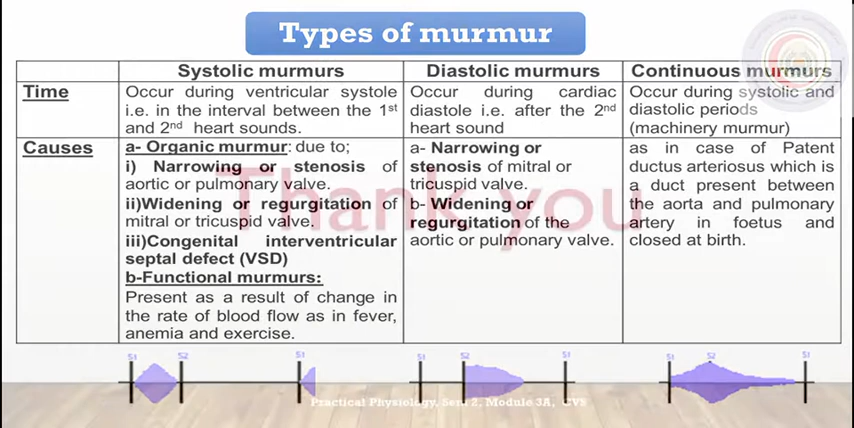 Types of murmur
Systolic murmurs
Diastolic murmurs
Continuous murmurs
Time
Occur during ventricular systole
i.e. in the interval between the 1st
and 2nd heart sounds.
Occur during cardiac
diastole i.e. after the 2nd
heart sound
Occur during systolic and
diastolic periods
(machinery murmur)
Causes
a- Organic murmur: due to;
i) Narrowing or stenosis of
aortic or pulmonary valve.
ii)Widening or regurgitation of
mitral or tricuspid valve.
iii)Congenital interventricular
septal defect (VSD)
b-Functional murmurs:
Present as a result of change in
the rate of blood flow as in fever,
anemia and exercise.
a- Narrowing or
stenosis of mitral or
tricuspid valve.
b- Widening or
regurgitation of the
aortic or pulmonary valve.
as in case of Patent
ductus arteriosus which is
a duct present between
the aorta and pulmonary
artery in foetus and
closed at birth.
Thank you
S1 S2 S1
S1 S2 S1
S1 S2 S1
Practical Physiology, Sem 2, Module 3A, CVS